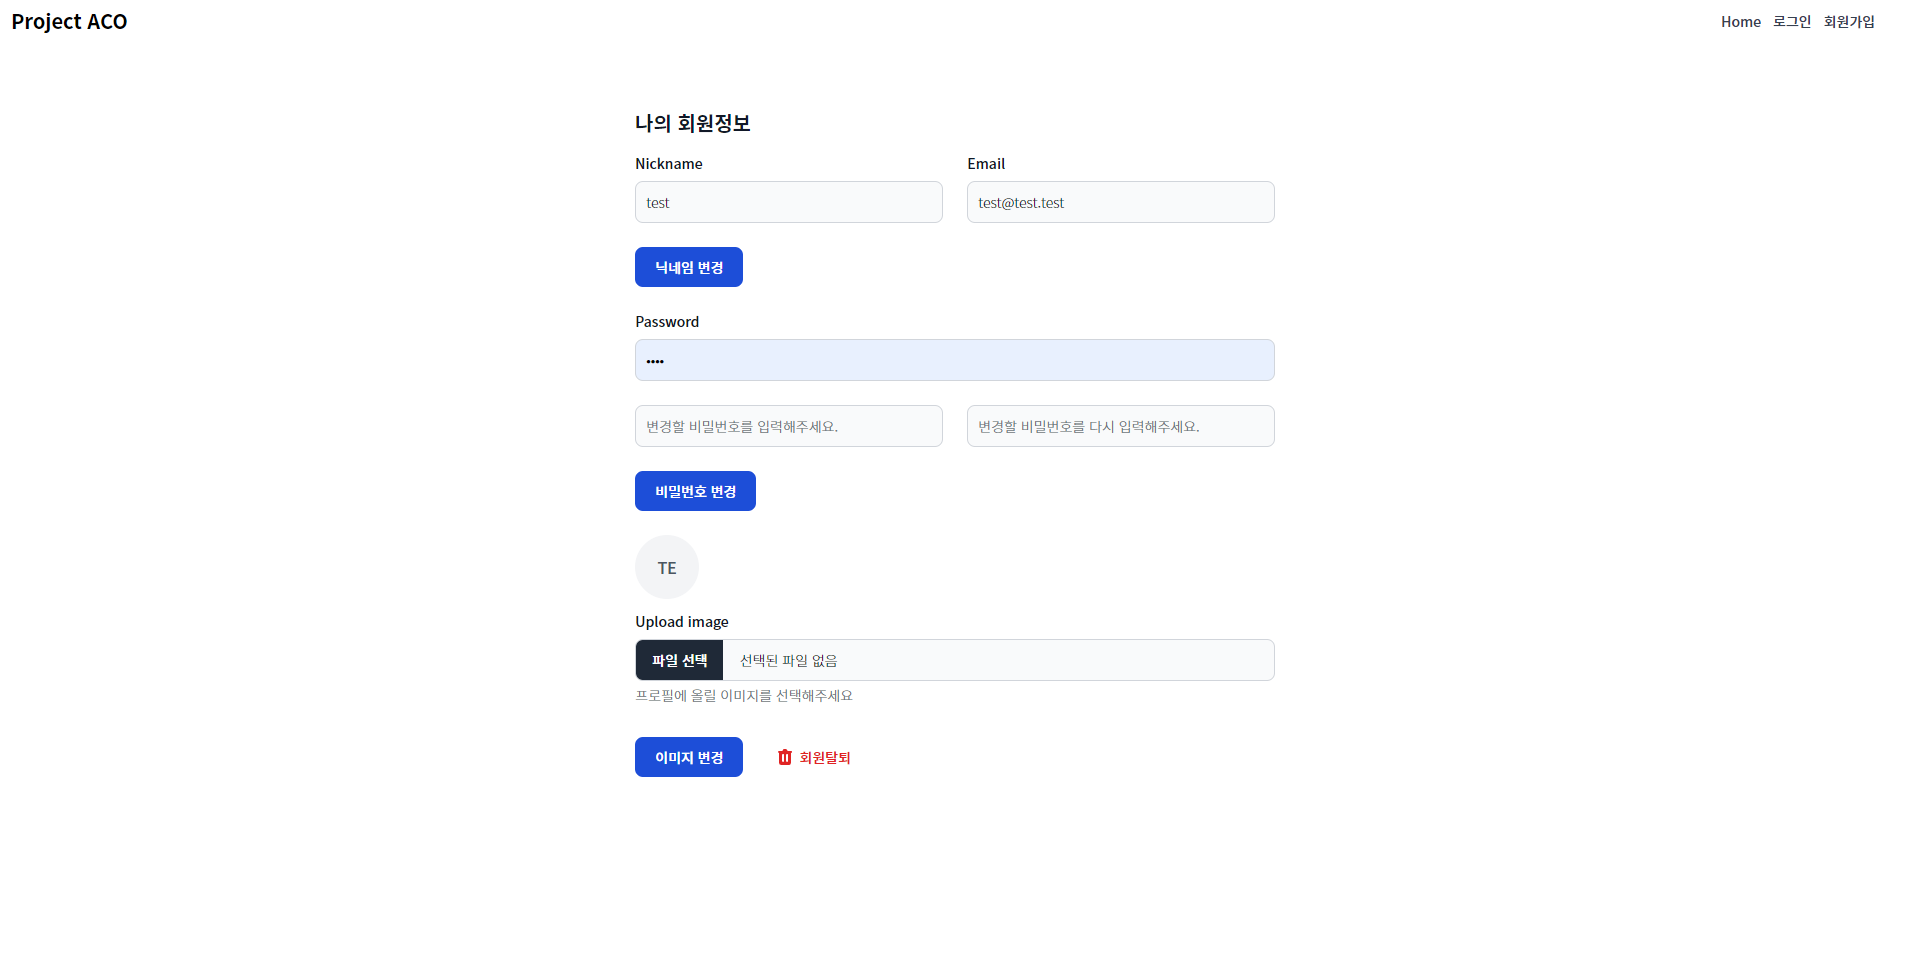 Project ACO
Home 로그인 회원가입
나의 회원정보
Nickname Email
test test@test.test
닉네임 변경
Password
••••
변경할 비밀번호를 입력해주세요. 변경할 비밀번호를 다시 입력해주세요.
비밀번호 변경
TE
Upload image
파일 선택 선택된 파일 없음
프로필에 올릴 이미지를 선택해주세요
이미지 변경 회원탈퇴